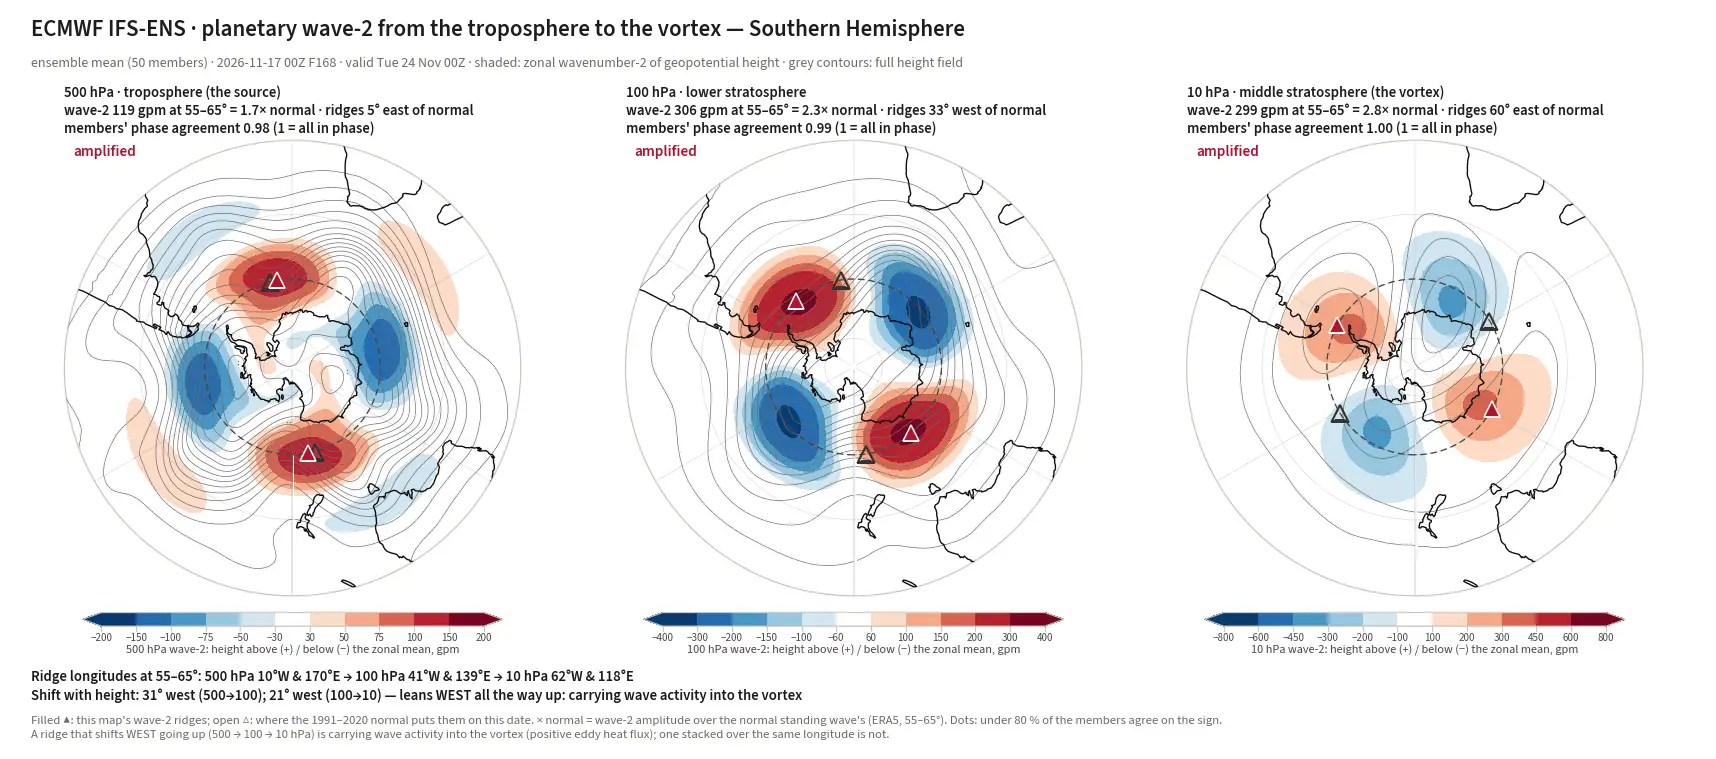 ECMWF IFS-ENS · planetary wave-2 from the troposphere to the vortex — Southern Hemisphere
ensemble mean (50 members) · 2026-11-17 00Z F168 · valid Tue 24 Nov 00Z · shaded: zonal wavenumber-2 of geopotential height · grey contours: full height field
500 hPa · troposphere (the source)
wave-2 119 gpm at 55–65° = 1.7× normal · ridges 5° east of normal
members' phase agreement 0.98 (1 = all in phase)
amplified
100 hPa · lower stratosphere
wave-2 306 gpm at 55–65° = 2.3× normal · ridges 33° west of normal
members' phase agreement 0.99 (1 = all in phase)
amplified
10 hPa · middle stratosphere (the vortex)
wave-2 299 gpm at 55–65° = 2.8× normal · ridges 60° east of normal
members' phase agreement 1.00 (1 = all in phase)
amplified
−200 −150 −100 −75 −50 −30 30 50 75 100 150 200
500 hPa wave-2: height above (+) / below (−) the zonal mean, gpm
−400 −300 −200 −150 −100 −60 60 100 150 200 300 400
100 hPa wave-2: height above (+) / below (−) the zonal mean, gpm
−800 −600 −450 −300 −200 −100 100 200 300 450 600 800
10 hPa wave-2: height above (+) / below (−) the zonal mean, gpm
Ridge longitudes at 55–65°: 500 hPa 10°W & 170°E → 100 hPa 41°W & 139°E → 10 hPa 62°W & 118°E
Shift with height: 31° west (500→100); 21° west (100→10) — leans WEST all the way up: carrying wave activity into the vortex
Filled ▲: this map's wave-2 ridges; open △: where the 1991–2020 normal puts them on this date. × normal = wave-2 amplitude over the normal standing wave's (ERA5, 55–65°). Dots: under 80 % of the members agree on the sign.
A ridge that shifts WEST going up (500 → 100 → 10 hPa) is carrying wave activity into the vortex (positive eddy heat flux); one stacked over the same longitude is not.